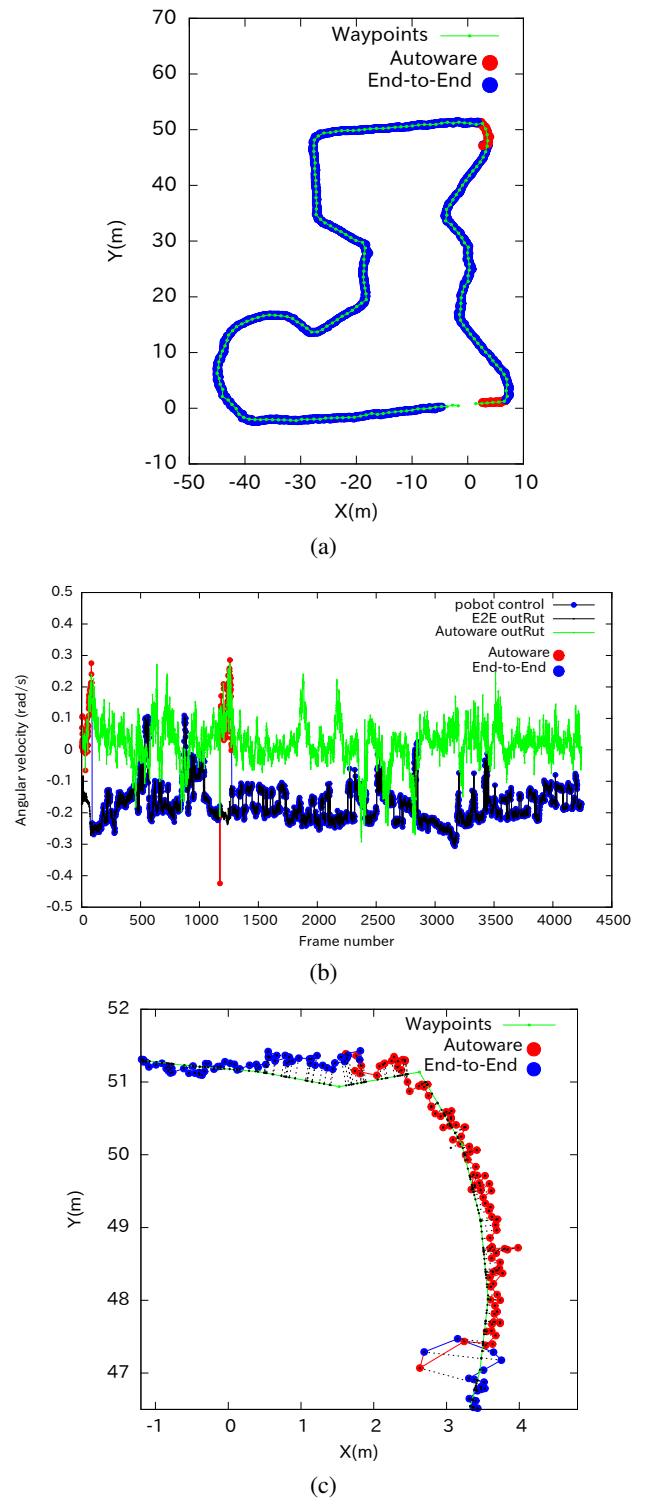 70
60
50
40
30
20
10
0
-10
Y(m)
Waypoints
Autoware
End-to-End
-50 -40 -30 -20 -10 0 10
X(m)
(a)
0.5
0.4
0.3
0.2
0.1
0
-0.1
-0.2
-0.3
-0.4
-0.5
Angular velocity (rad/s)
pobot control
E2E outRut
Autoware outRut
Autoware
End-to-End
0 500 1000 1500 2000 2500 3000 3500 4000 4500
Frame number
(b)
52
51
50
49
48
47
Y(m)
Waypoints
Autoware
End-to-End
-1 0 1 2 3 4
X(m)
(c)